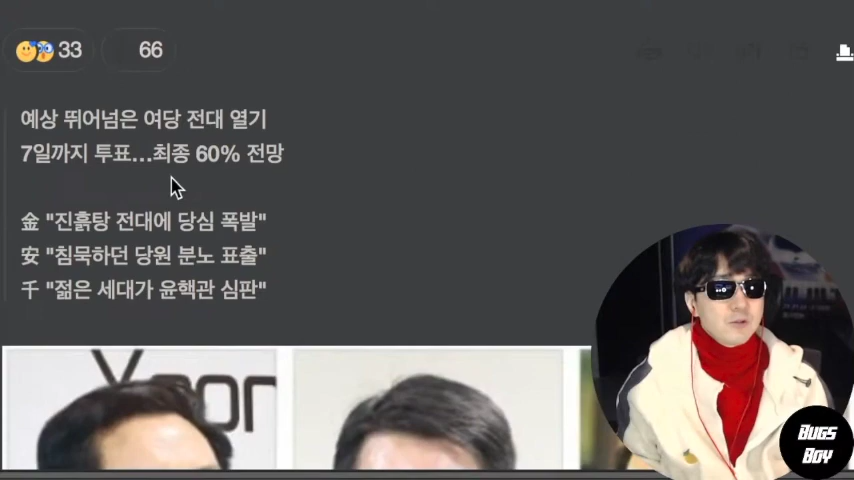 33
66
예상 뛰어넘은 여당 전대 열기
7일까지 투표…최종 60% 전망
金 "진흙탕 전대에 당심 폭발"
安 "침묵하던 당원 분노 표출"
千 "젊은 세대가 윤핵관 심판"
BUGS
BOY